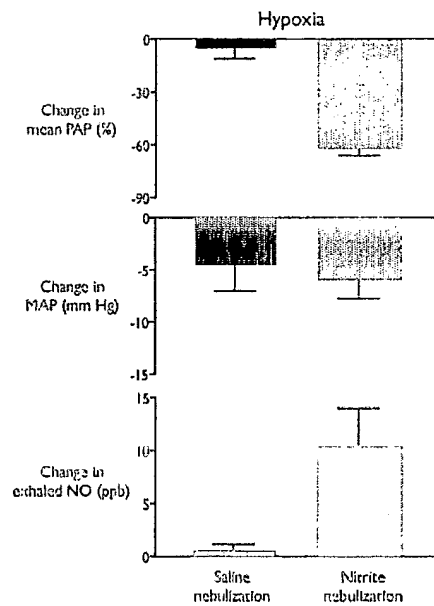 Hypoxia
0
-30
-60
-90
Change in
mean PAP (%)
0
-5
-10
-15
Change in
MAP (mm Hg)
15
10
5
0
Change in
exhaled NO (ppb)
Saline
nebulization
Nitrite
nebulization